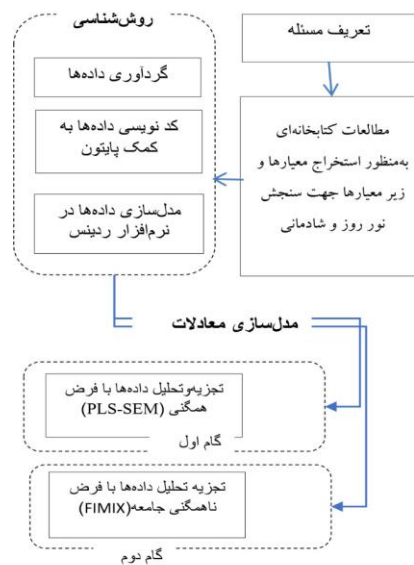 تعریف مسئله
مطالعات کتابخانه‌ای
به‌منظور استخراج معیارها و
زیر معیارها جهت سنجش
نور روز و شادمانی
روش‌شناسی
گردآوری داده‌ها
کد نویسی داده‌ها به
کمک پایتون
مدل‌سازی داده‌ها در
نرم‌افزار ردینس
مدل‌سازی معادلات
تجزیه‌وتحلیل داده‌ها با فرض
همگنی (PLS-SEM)
گام اول
تجزیه تحلیل داده‌ها با فرض
ناهمگنی جامعه(FIMIX)
گام دوم